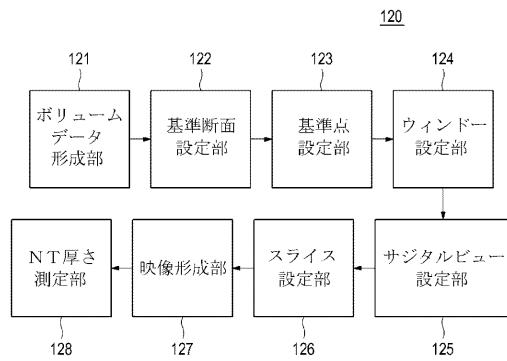 120
121
122
123
124
ボリューム
データ
形成部
基準断面
設定部
基準点
設定部
ウィンドー
設定部
NT厚さ
測定部
映像形成部
スライス
設定部
サジタルビュー
設定部
128
127
126
125